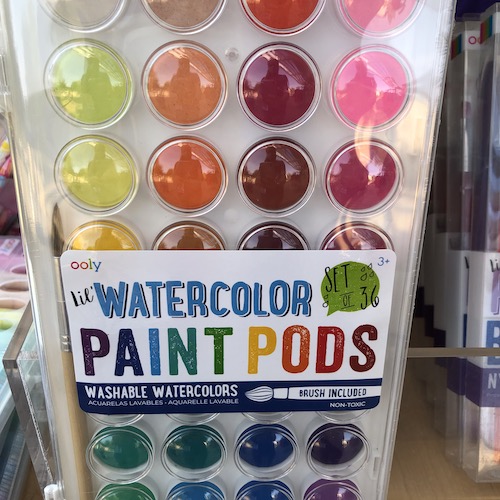 ooly
3+
lil' WATERCOLOR
SET
OF 36
PAINT PODS
WASHABLE WATERCOLORS
BRUSH INCLUDED
ACUARELAS LAVABLES • AQUARELLE LAVABLE
NON-TOXIC
ooly